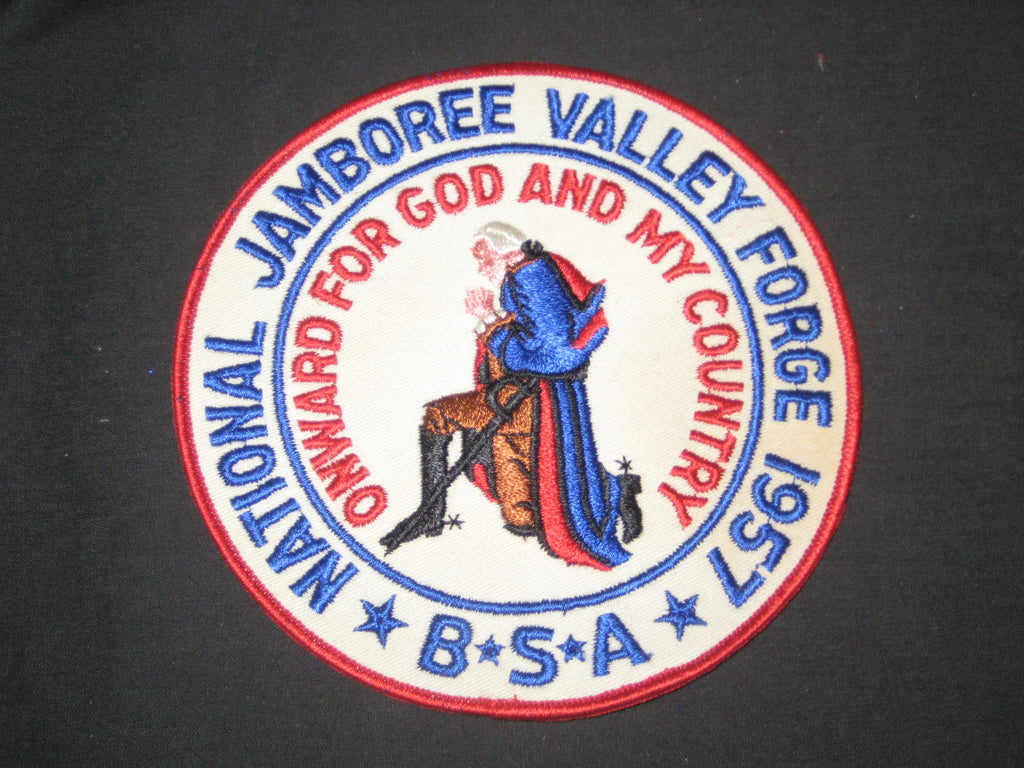 NATIONAL JAMBOREE VALLEY FORGE 1957
ONWARD FOR GOD AND MY COUNTRY
B★S★A